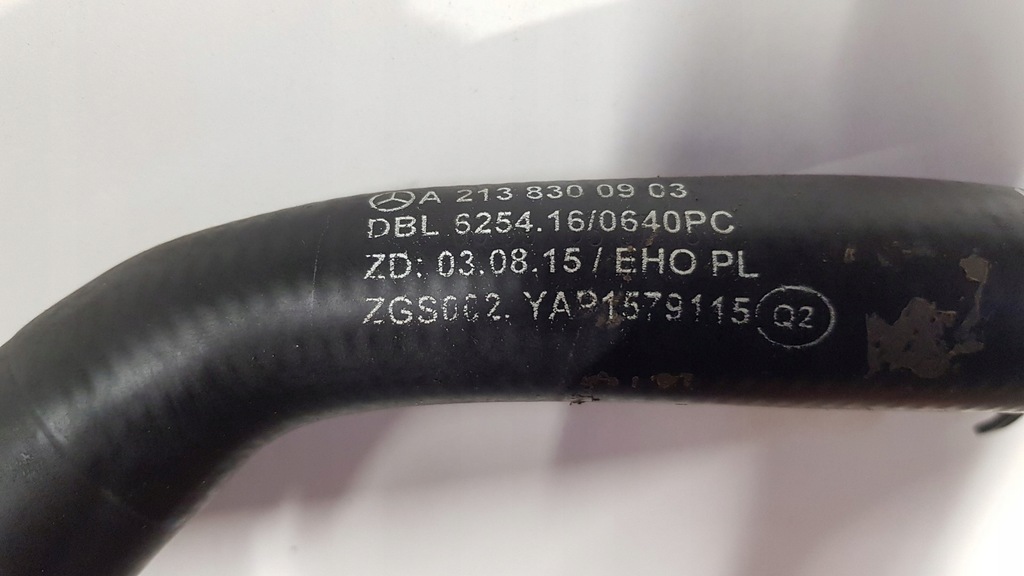 A 213 830 09 03
DBL 6254.16/0640PC
ZD: 03.08.15 / EHO PL
ZGS002. YAP1579115 Q2